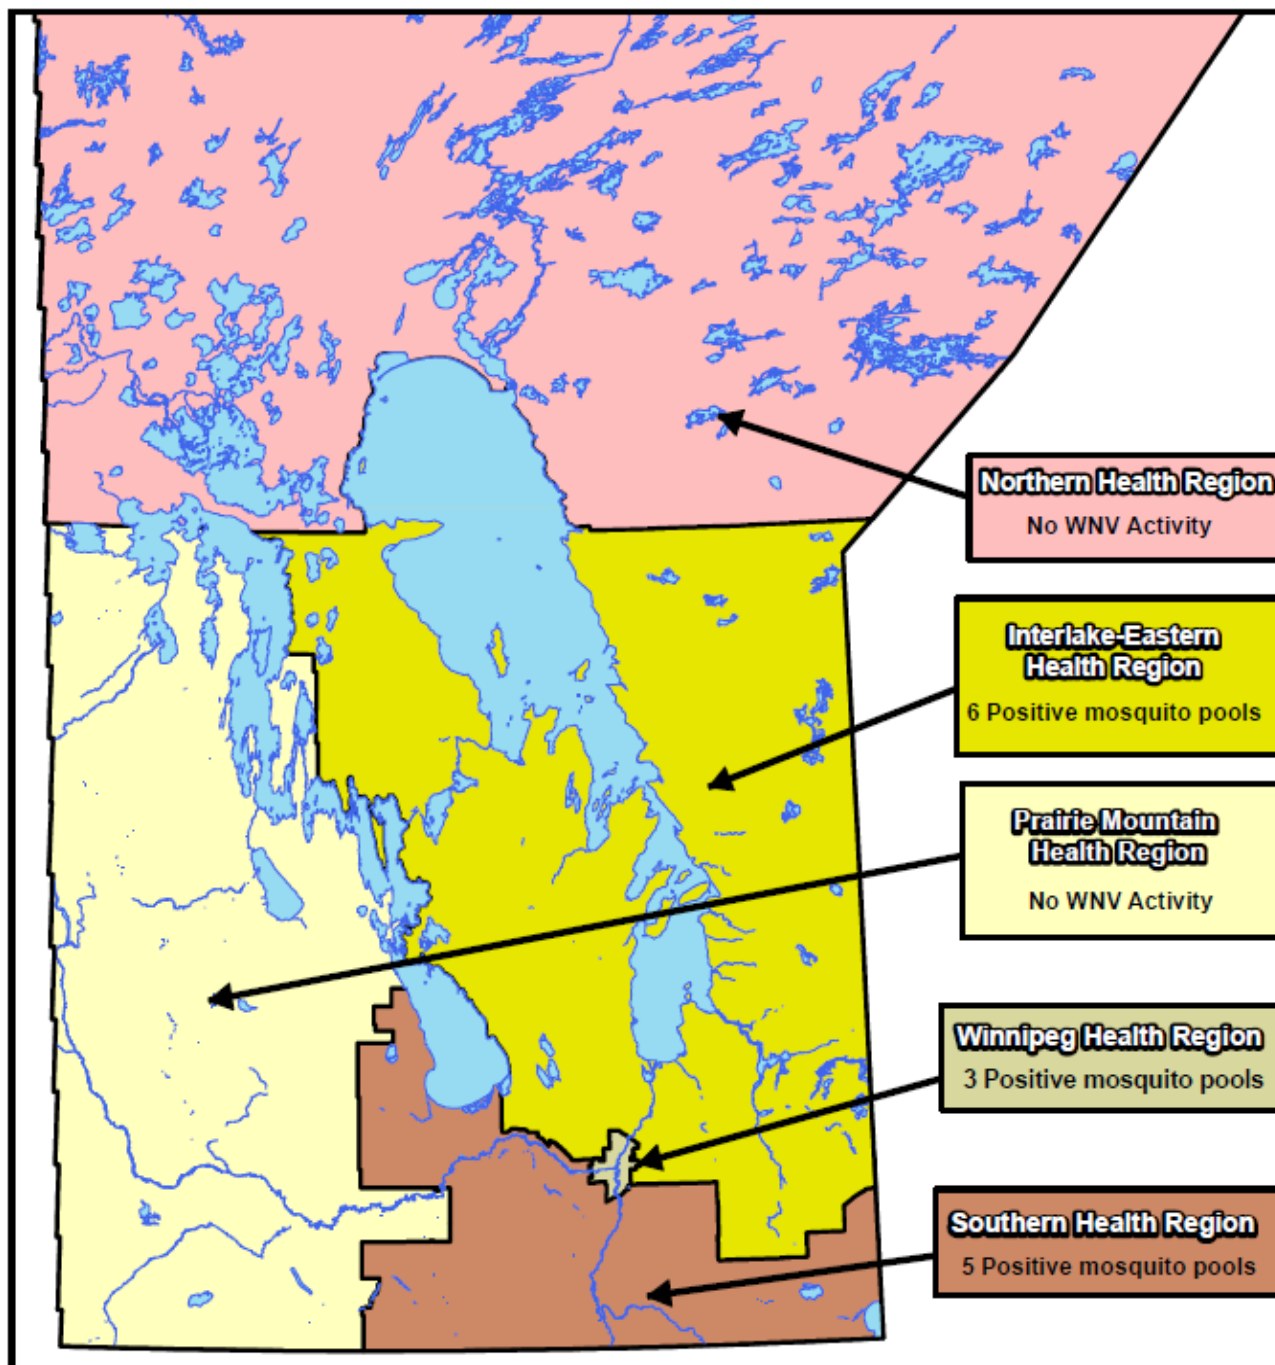 Northern Health Region
No WNV Activity
Interlake-Eastern
Health Region
6 Positive mosquito pools
Prairie Mountain
Health Region
No WNV Activity
Winnipeg Health Region
3 Positive mosquito pools
Southern Health Region
5 Positive mosquito pools